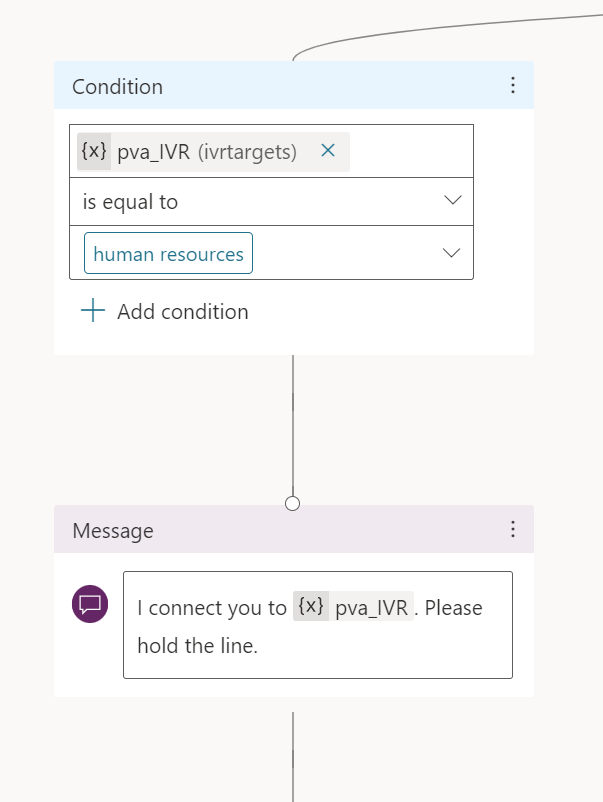 Condition
{x} pva_IVR (ivrtargets)
is equal to
human resources
Add condition
Message
I connect you to {x} pva_IVR . Please
hold the line.